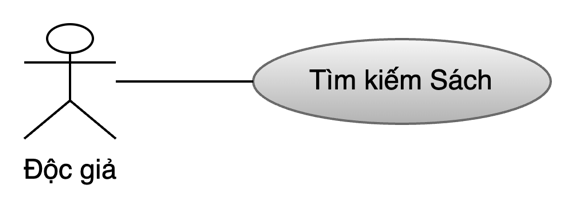 Tìm kiếm Sách
Độc giả